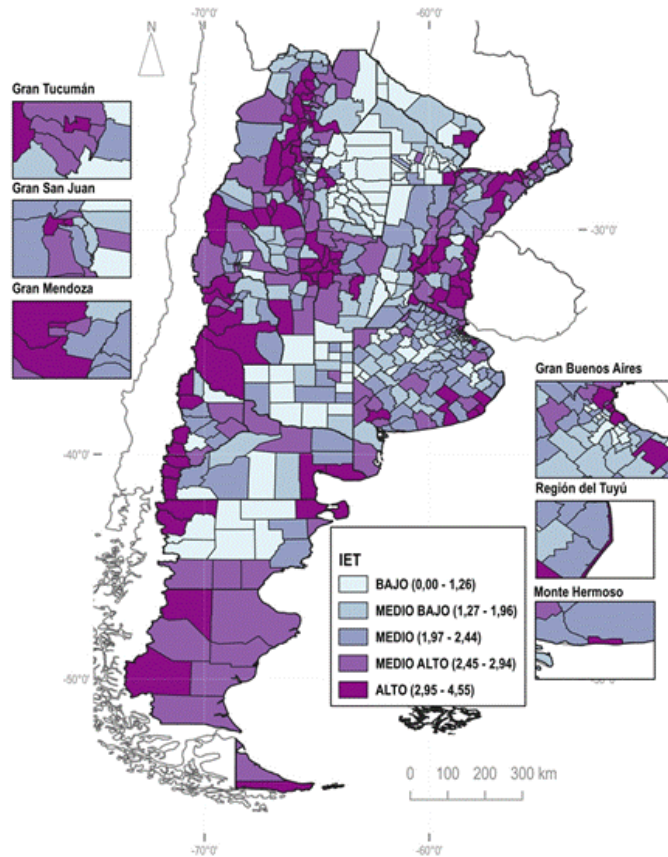 -70°0'
-60°0'
N
Gran Tucumán
Gran San Juan
Gran Mendoza
-30°0'
Gran Buenos Aires
-40°0'
Región del Tuyú
IET
BAJO (0,00 - 1,26)
MEDIO BAJO (1,27 - 1,96)
MEDIO (1,97 - 2,44)
MEDIO ALTO (2,45 - 2,94)
ALTO (2,95 - 4,55)
Monte Hermoso
-50°0'
0 100 200 300 km
-70°0'
-60°0'